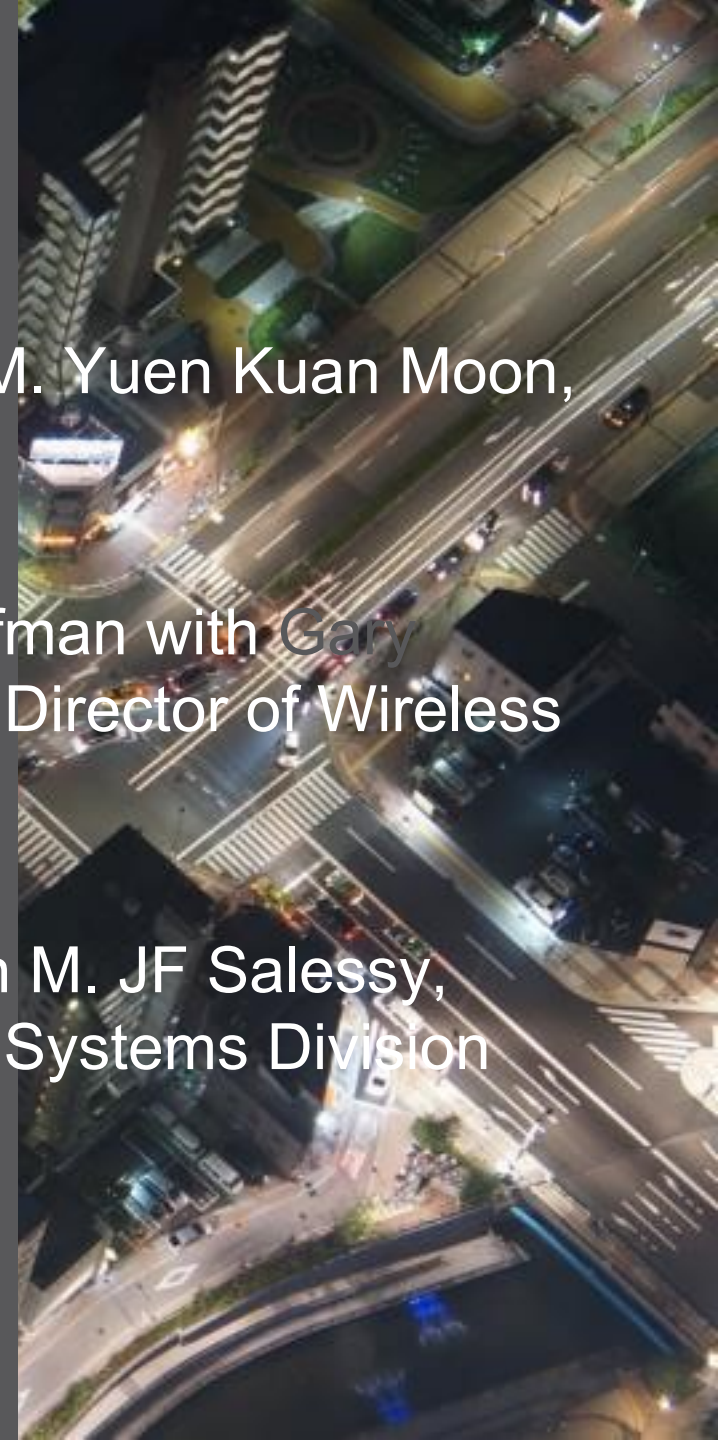 M. Yuen Kuan Moon,
fman with Gary
Director of Wireless
M. JF Salessy,
Systems Division